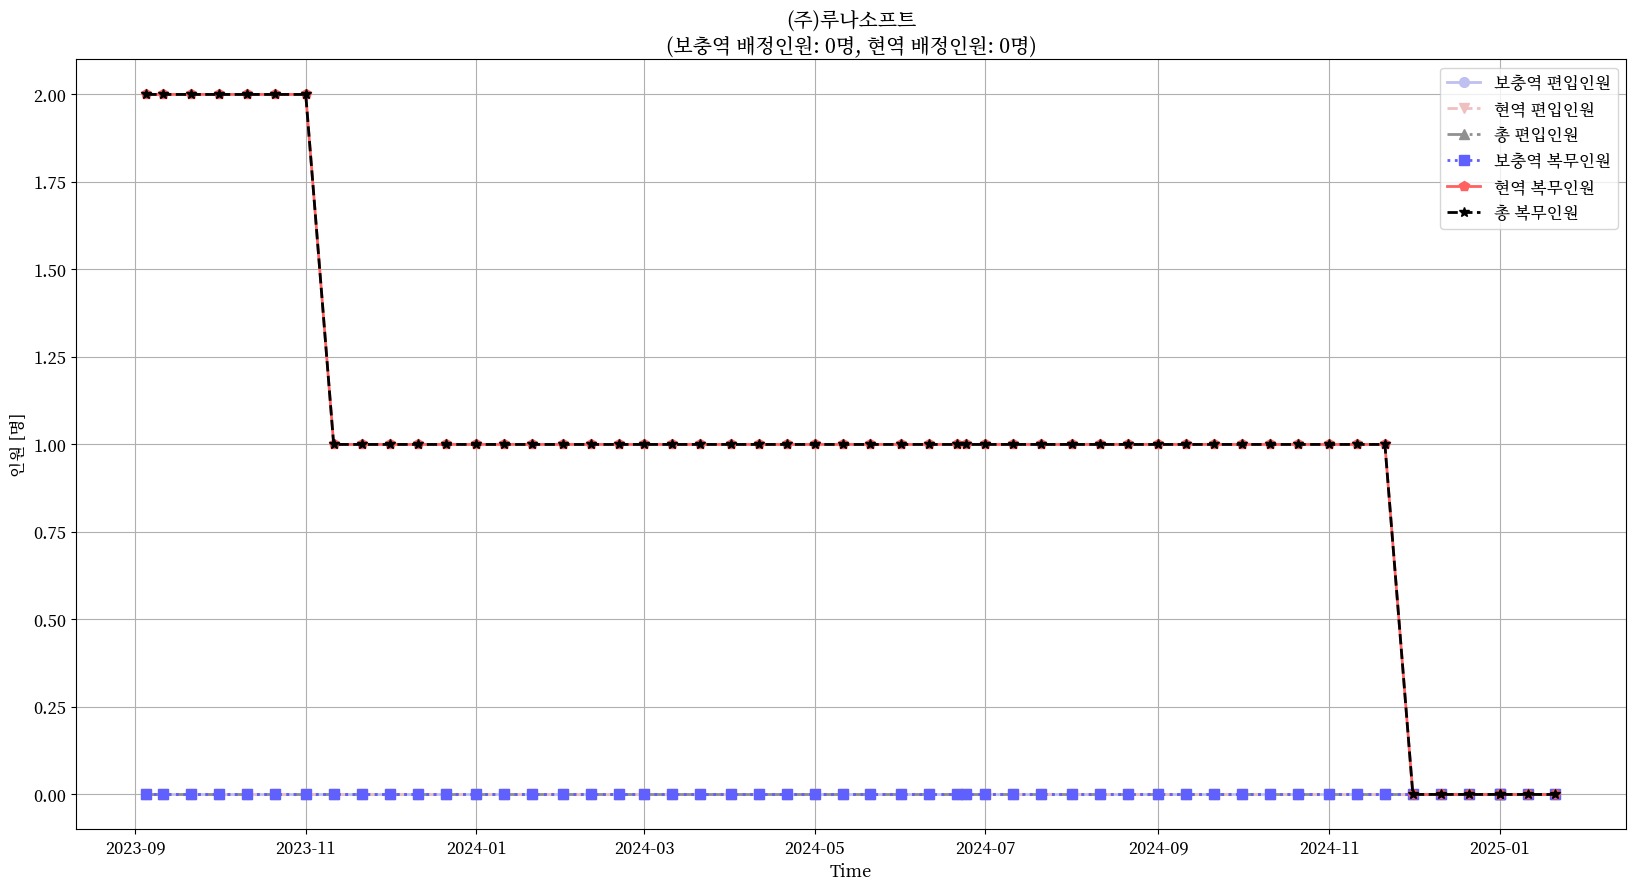 (주)루나소프트
(보충역 배정인원: 0명, 현역 배정인원: 0명)
보충역 편입인원
현역 편입인원
총 편입인원
보충역 복무인원
현역 복무인원
총 복무인원
인원 [명]
2.00
1.75
1.50
1.25
1.00
0.75
0.50
0.25
0.00
2023-09
2023-11
2024-01
2024-03
2024-05
2024-07
2024-09
2024-11
2025-01
Time